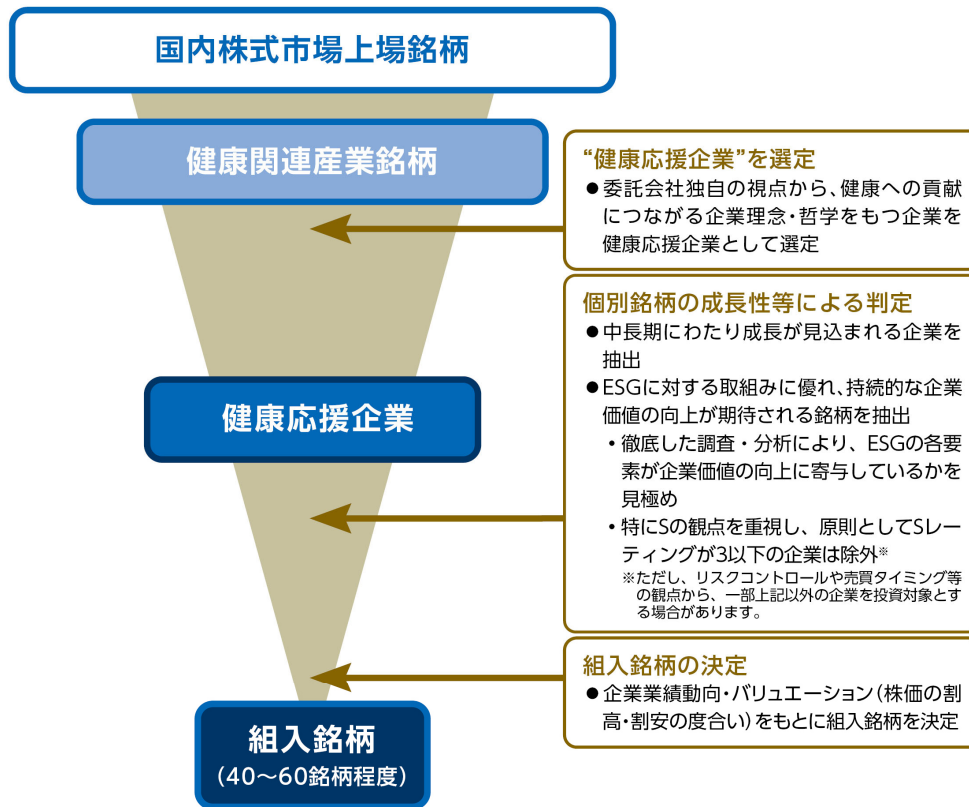 国内株式市場上場銘柄
健康関連産業銘柄
“健康応援企業”を選定
●委託会社独自の視点から、健康への貢献
につながる企業理念・哲学をもつ企業を
健康応援企業として選定
個別銘柄の成長性等による判定
●中長期にわたり成長が見込まれる企業を
抽出
●ESGに対する取組みに優れ、持続的な企業
価値の向上が期待される銘柄を抽出
・徹底した調査・分析により、ESGの各要
素が企業価値の向上に寄与しているかを
見極め
・特にSの観点を重視し、原則としてSレー
ティングが3以下の企業は除外※
※ただし、リスクコントロールや売買タイミング等
の観点から、一部上記以外の企業を投資対象とす
る場合があります。
健康応援企業
組入銘柄の決定
●企業業績動向・バリュエーション(株価の割
高・割安の度合い)をもとに組入銘柄を決定
組入銘柄
(40～60銘柄程度)